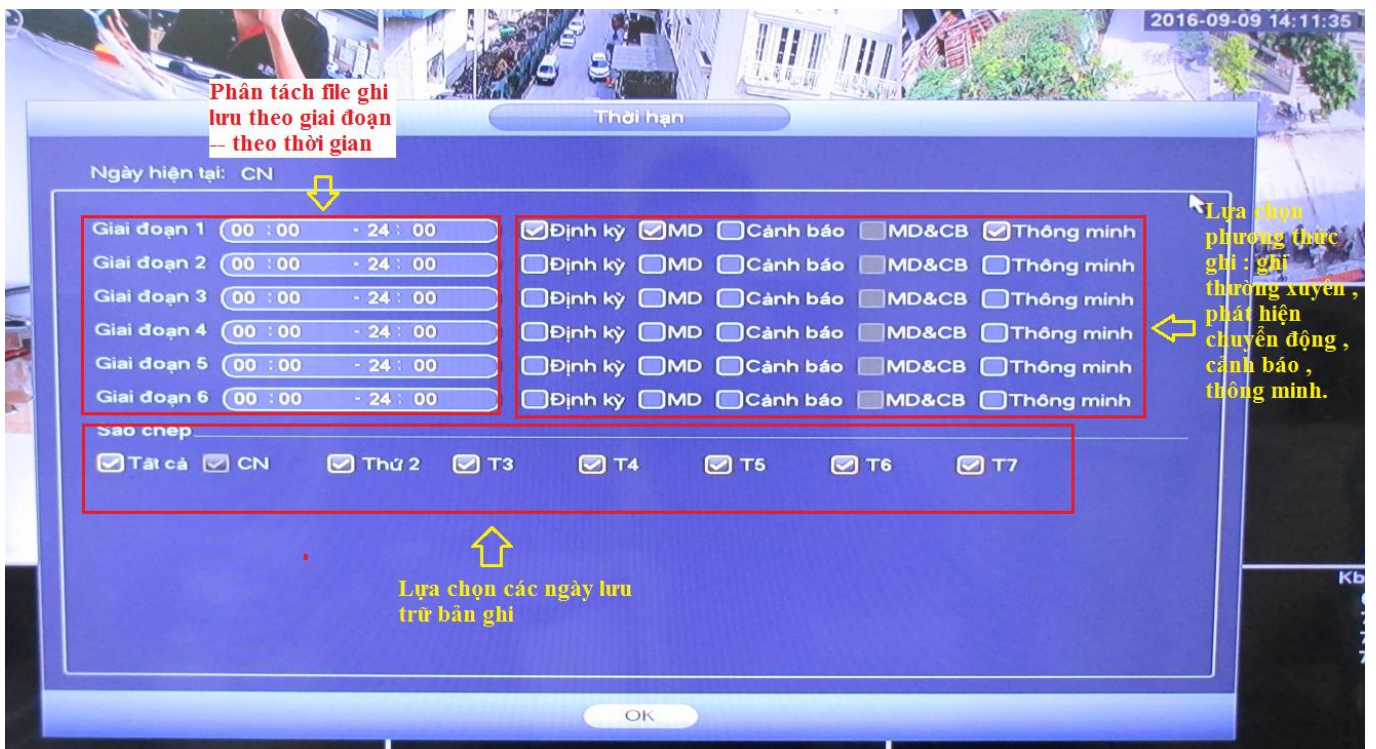 2016-09-09 14:11:35
Phân tách file ghi
lưu theo giai đoạn
-- theo thời gian
Thời hạn
Ngày hiện tại: CN
Giai đoạn 1 00 :00 - 24 : 00 Định kỳ MD Cảnh báo MD&CB Thông minh
Giai đoạn 2 00 :00 - 24 : 00 Định kỳ MD Cảnh báo MD&CB Thông minh
Giai đoạn 3 00 :00 - 24 : 00 Định kỳ MD Cảnh báo MD&CB Thông minh
Giai đoạn 4 00 :00 - 24 : 00 Định kỳ MD Cảnh báo MD&CB Thông minh
Giai đoạn 5 00 :00 - 24 : 00 Định kỳ MD Cảnh báo MD&CB Thông minh
Giai đoạn 6 00 :00 - 24 : 00 Định kỳ MD Cảnh báo MD&CB Thông minh
Lựa chọn
phương thức
ghi : ghi
thường xuyên ,
phát hiện
chuyển động ,
cảnh báo ,
thông minh.
Sao chép
Tất cả CN Thứ 2 T3 T4 T5 T6 T7
Lựa chọn các ngày lưu
trữ bản ghi
Kb
OK